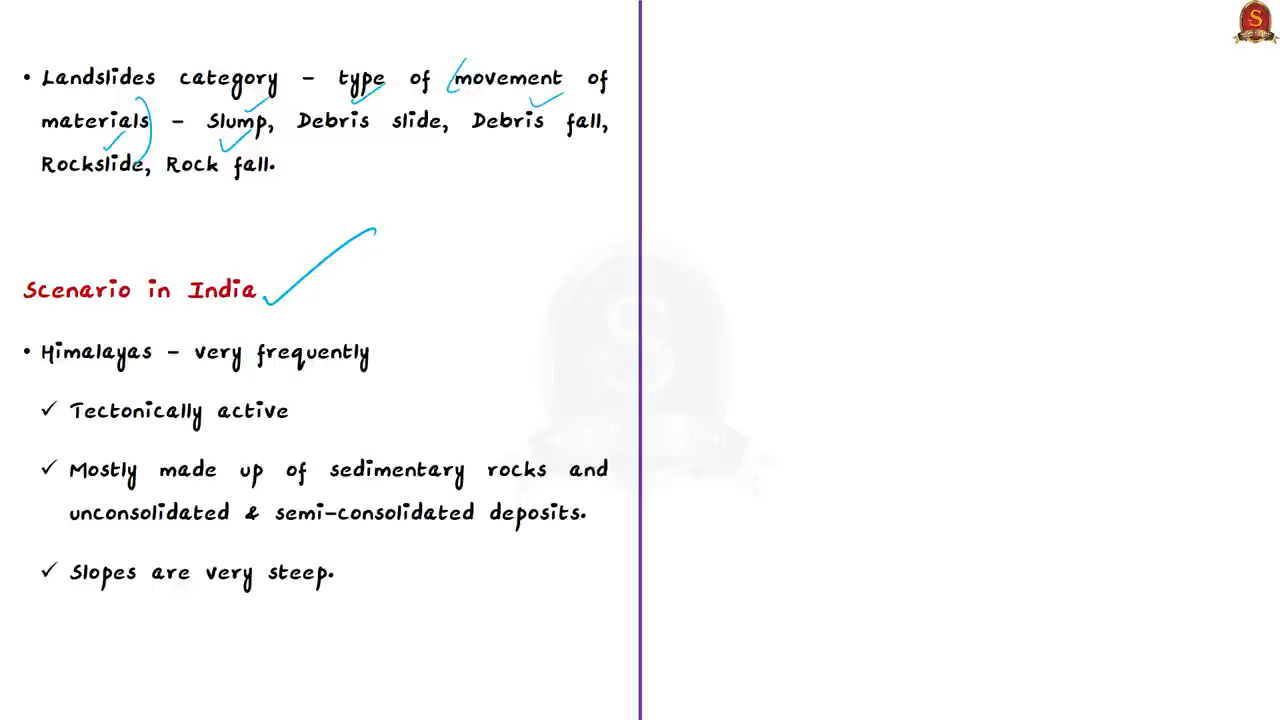 • Landslides category – type of movement of
materials – Slump, Debris slide, Debris fall,
Rockslide, Rock fall.
Scenario in India
• Himalayas – very frequently
✓ Tectonically active
✓ Mostly made up of sedimentary rocks and
unconsolidated & semi-consolidated deposits.
✓ Slopes are very steep.
S